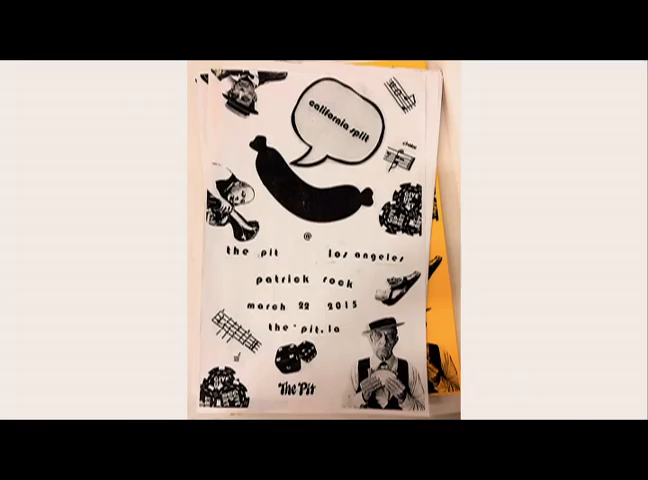 california split
@
the pit los angeles
patrick rock
march 22 2015
the pit.la
The Pit